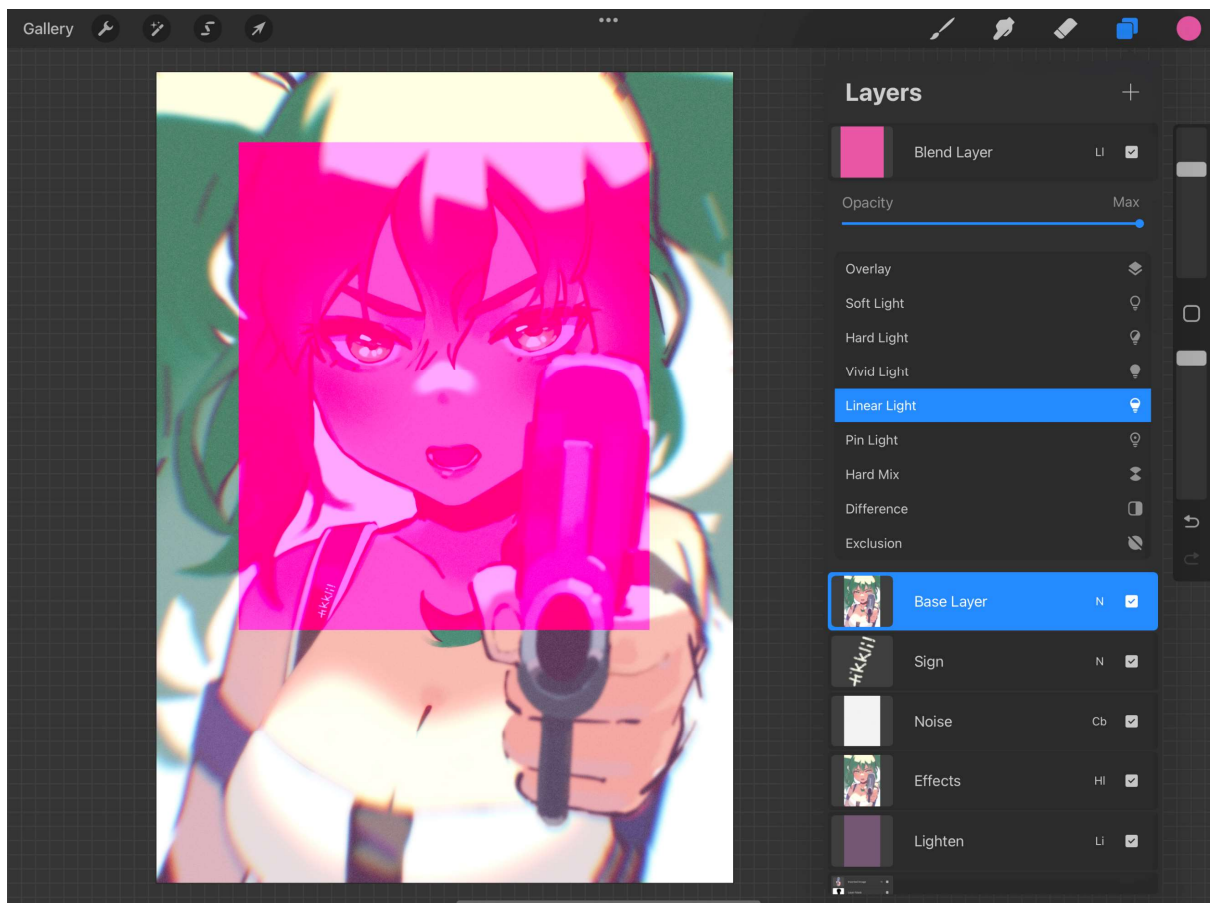 Gallery
Layers
Blend Layer
Ll
Opacity
Max
Overlay
Soft Light
Hard Light
Vivid Light
Linear Light
Pin Light
Hard Mix
Difference
Exclusion
Base Layer
N
Sign
N
Noise
Cb
Effects
Hl
Lighten
Li